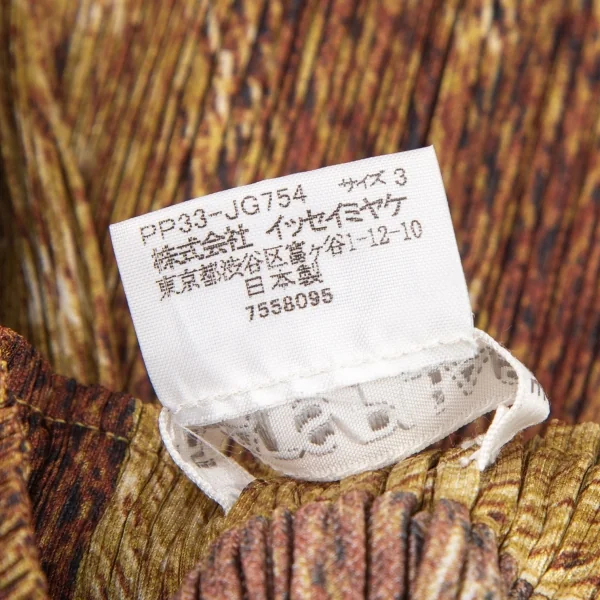 PP33-JG754 サイズ 3
株式会社 イッセイミヤケ
東京都渋谷区富ケ谷1-12-10
日本製
7558095